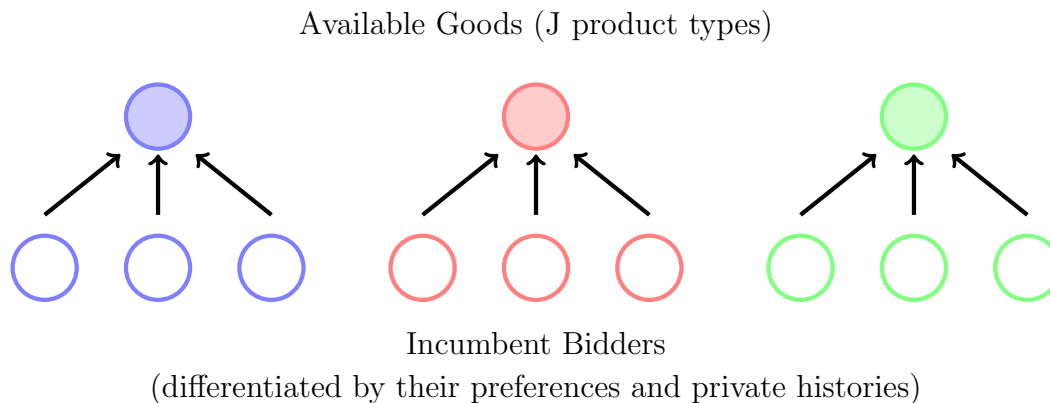 Available Goods (J product types)
Incumbent Bidders
(differentiated by their preferences and private histories)